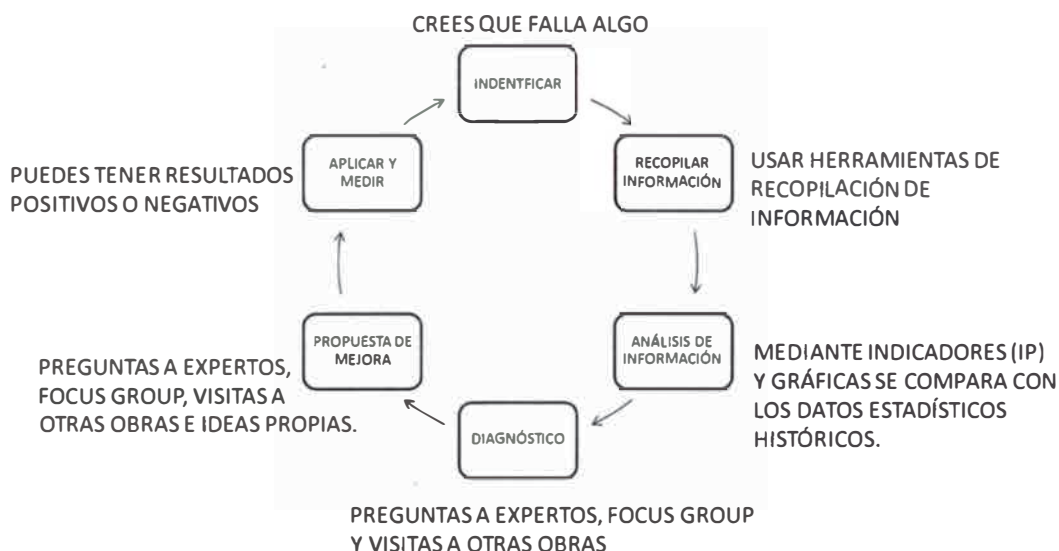 CREES QUE FALLA ALGO
INDENTFICAR
RECOPILAR
INFORMACIÓN
USAR HERRAMIENTAS DE
RECOPILACIÓN DE
INFORMACIÓN
ANÁLISIS DE
INFORMACIÓN
MEDIANTE INDICADORES (IP)
Y GRÁFICAS SE COMPARA CON
LOS DATOS ESTADÍSTICOS
HISTÓRICOS.
DIAGNÓSTICO
PREGUNTAS A EXPERTOS, FOCUS GROUP
Y VISITAS A OTRAS OBRAS
PROPUESTA DE
MEJORA
PREGUNTAS A EXPERTOS,
FOCUS GROUP, VISITAS A
OTRAS OBRAS E IDEAS PROPIAS.
APLICAR Y
MEDIR
PUEDES TENER RESULTADOS
POSITIVOS O NEGATIVOS